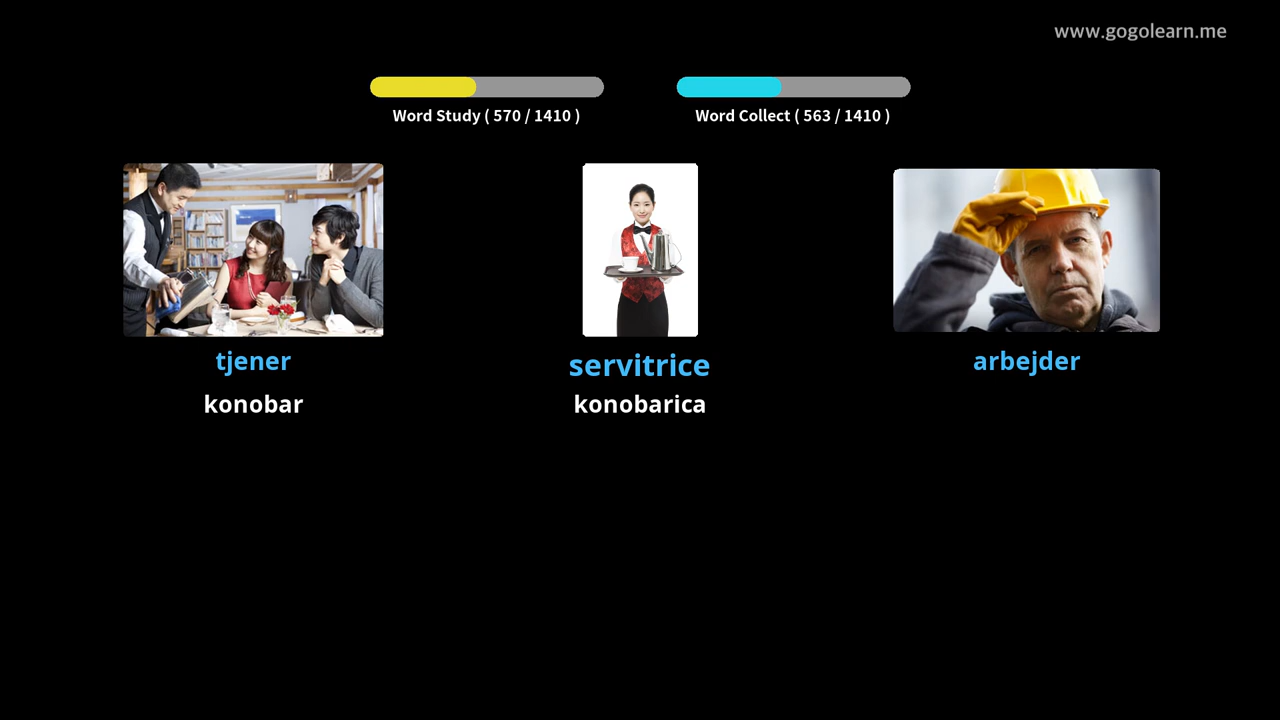 www.gogolearn.me
Word Study ( 570 / 1410 )
Word Collect ( 563 / 1410 )
tjener
servitrice
arbejder
konobar
konobarica